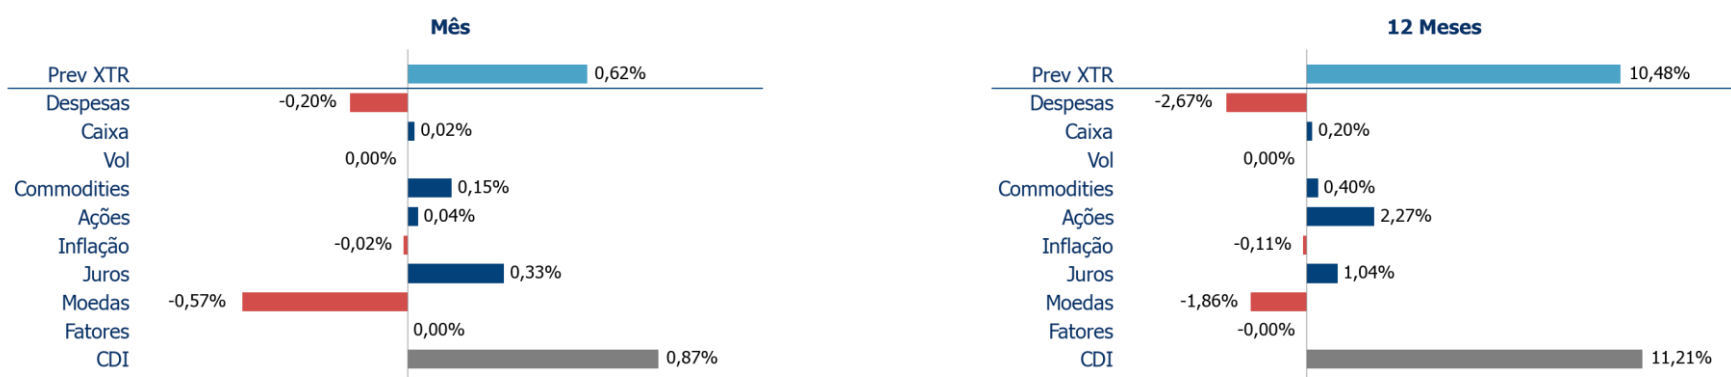 Mês
Prev XTR 0,62%
Despesas -0,20%
Caixa 0,02%
Vol 0,00%
Commodities 0,15%
Ações 0,04%
Inflação -0,02%
Juros 0,33%
Moedas -0,57%
Fatores 0,00%
CDI 0,87%
12 Meses
Prev XTR 10,48%
Despesas -2,67%
Caixa 0,20%
Vol 0,00%
Commodities 0,40%
Ações 2,27%
Inflação -0,11%
Juros 1,04%
Moedas -1,86%
Fatores -0,00%
CDI 11,21%